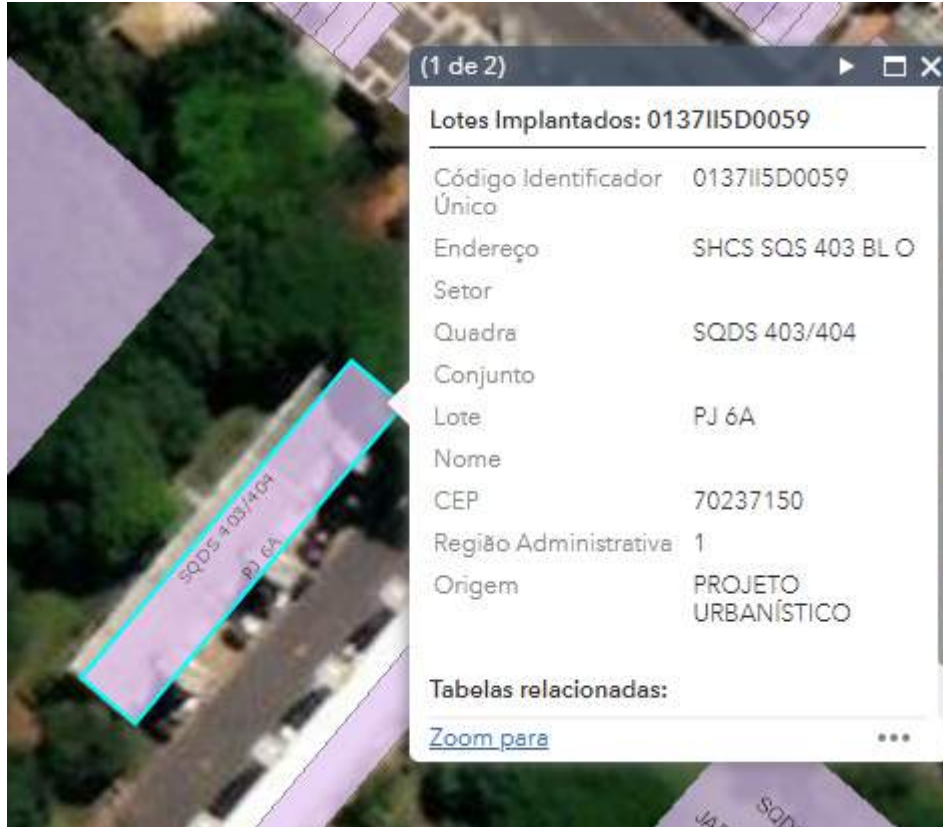 (1 de 2)
Lotes Implantados: 0137II5D0059
Código Identificador Único 0137II5D0059
Endereço SHCS SQS 403 BL O
Setor
Quadra SQDS 403/404
Conjunto
Lote PJ 6A
Nome
CEP 70237150
Região Administrativa 1
Origem PROJETO
URBANÍSTICO
Tabelas relacionadas:
Zoom para
SQDS 403/404
PJ 6A